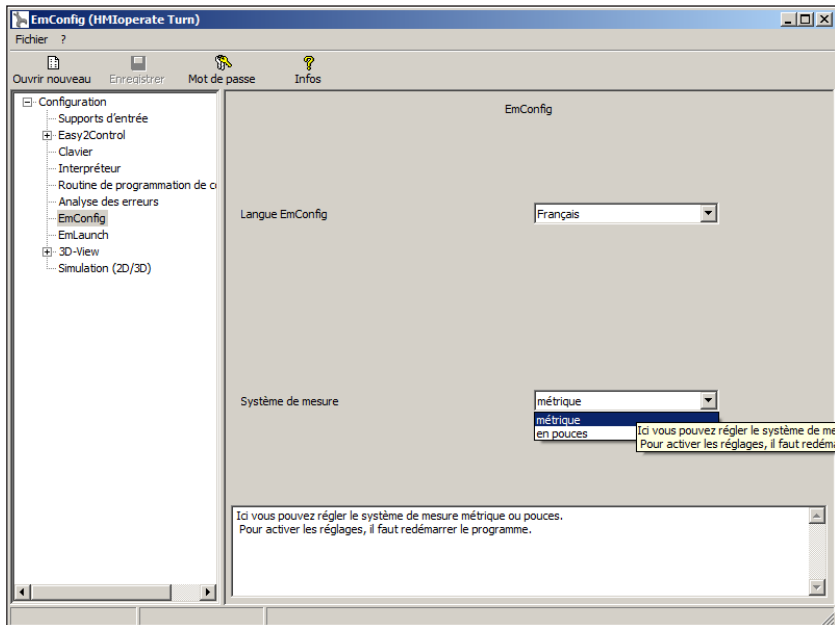 EmConfig (HMIoperate Turn)
Fichier ?
Ouvrir nouveau Enregistrer Mot de passe Infos
Configuration
Supports d'entrée
Easy2Control
Clavier
Interpréteur
Routine de programmation de c
Analyse des erreurs
EmConfig
EmLaunch
3D-View
Simulation (2D/3D)
EmConfig
Langue EmConfig Français
Système de mesure métrique
métrique
en pouces
Ici vous pouvez régler le système de me
Pour activer les réglages, il faut redéma
Ici vous pouvez régler le système de mesure métrique ou pouces.
Pour activer les réglages, il faut redémarrer le programme.